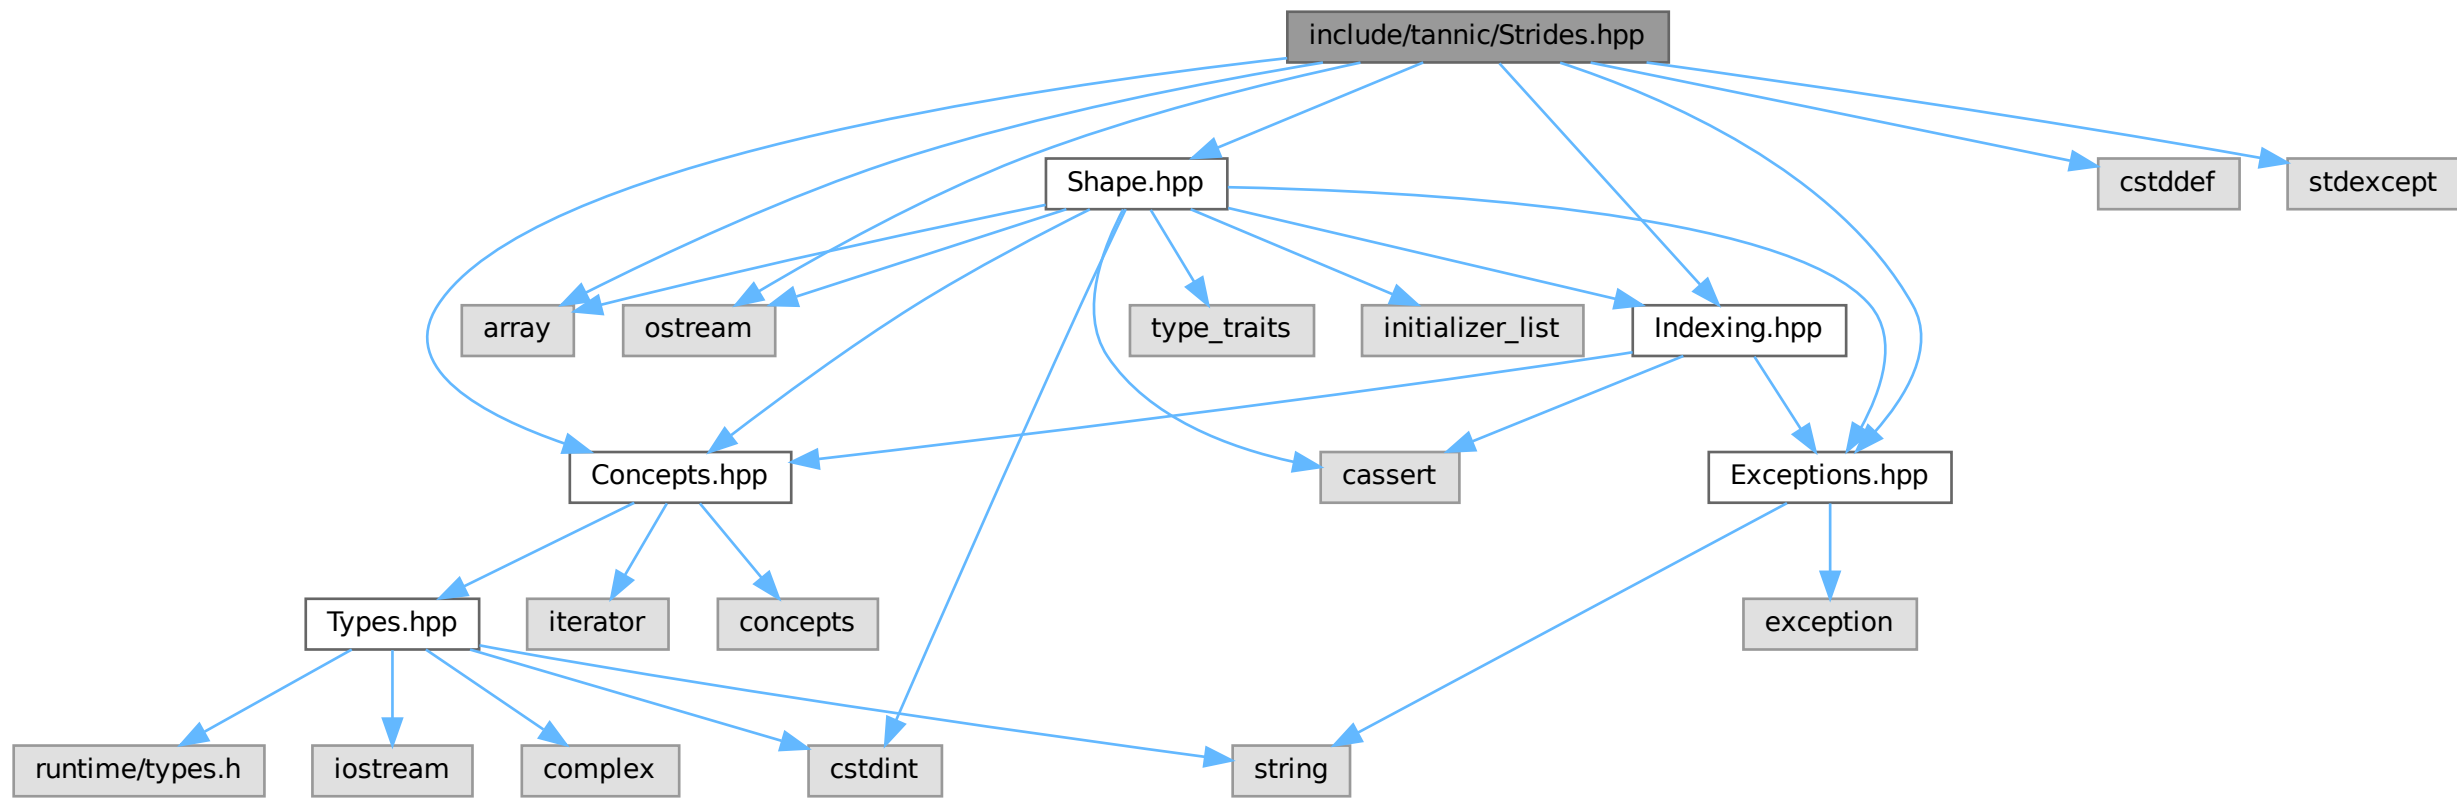 include/tannic/Strides.hpp
Shape.hpp
cstddef
stdexcept
array
ostream
type_traits
initializer_list
Indexing.hpp
Concepts.hpp
cassert
Exceptions.hpp
Types.hpp
iterator
concepts
exception
runtime/types.h
iostream
complex
cstdint
string